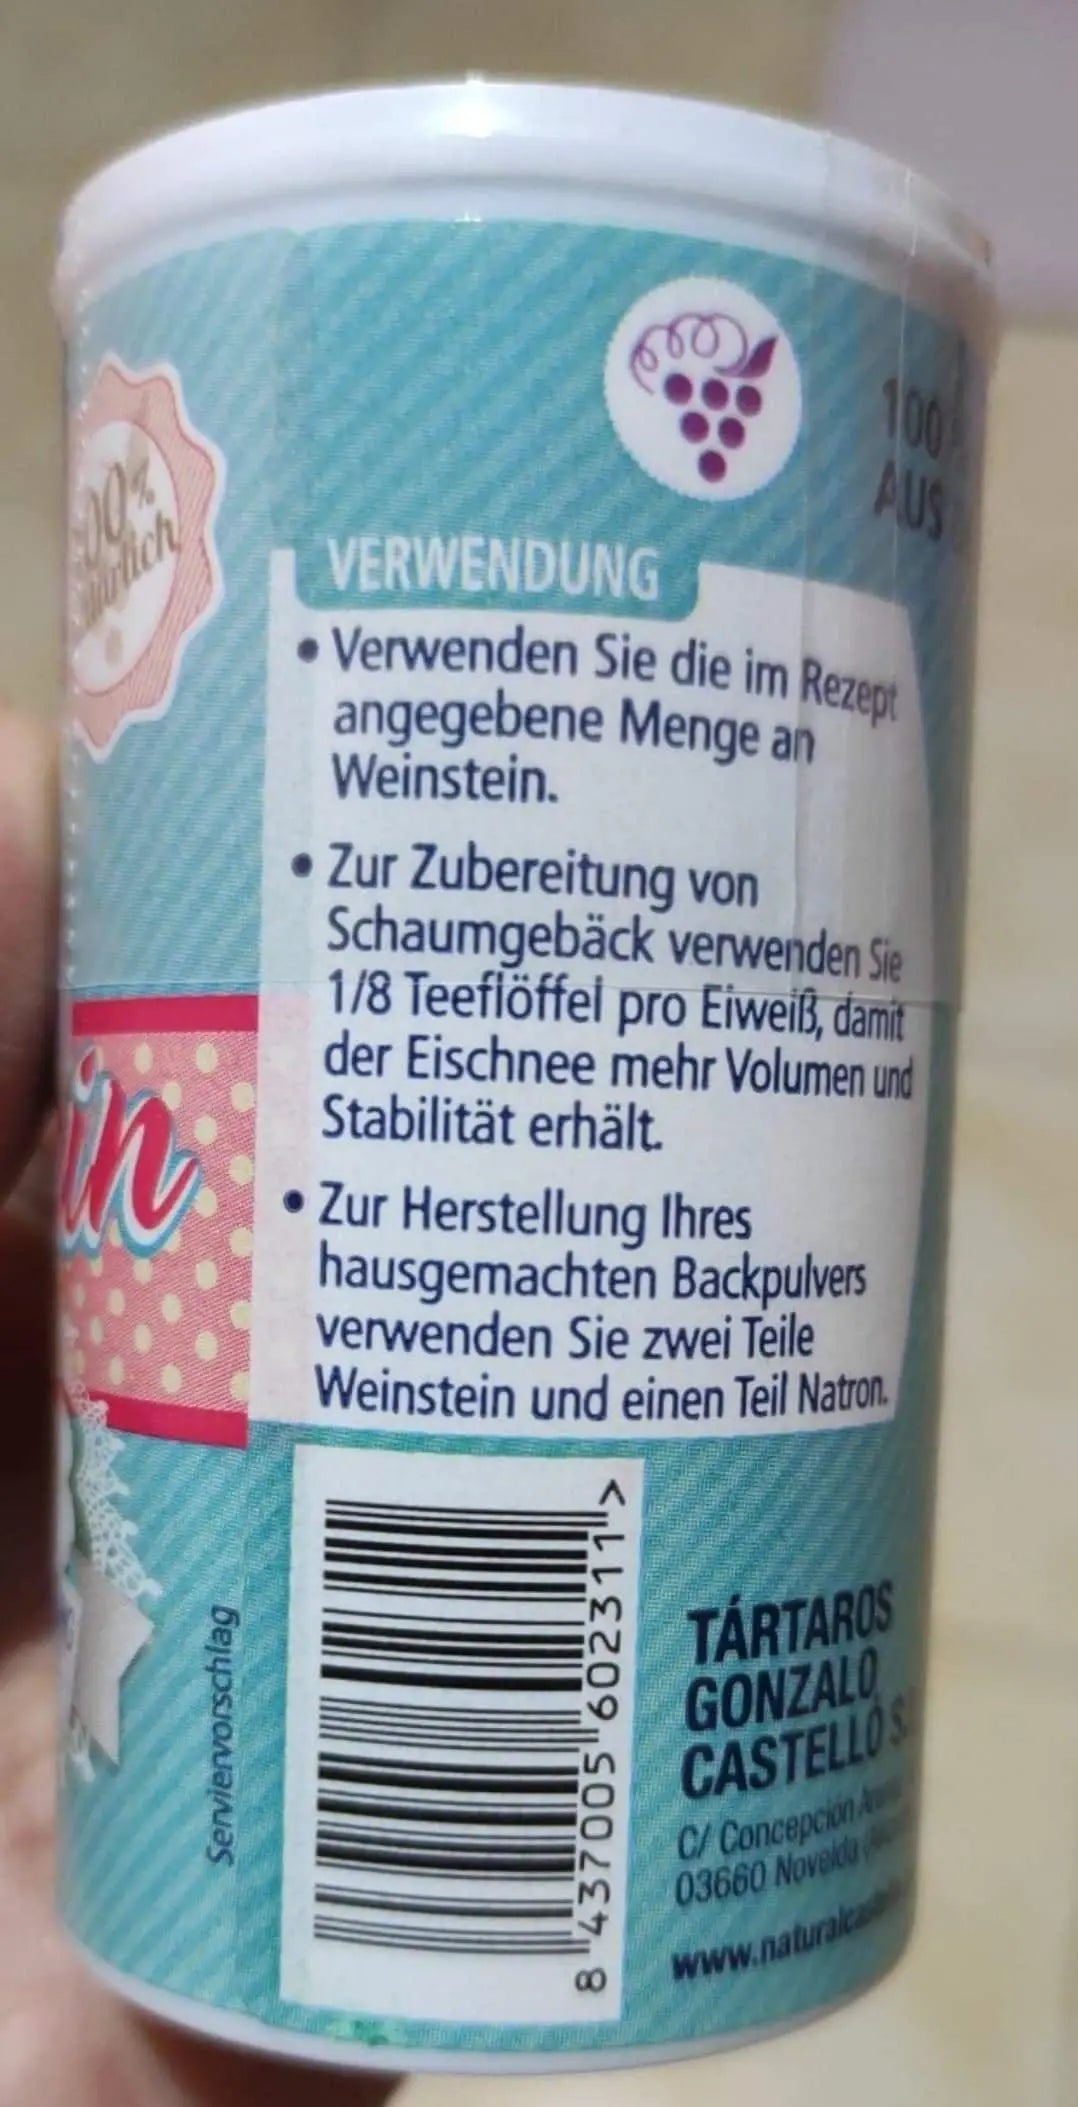 100
AUS
VERWENDUNG
• Verwenden Sie die im Rezept
angegebene Menge an
Weinstein.
• Zur Zubereitung von
Schaumgebäck verwenden Sie
1/8 Teeflöffel pro Eiweiß, damit
der Eischnee mehr Volumen und
Stabilität erhält.
• Zur Herstellung Ihres
hausgemachten Backpulvers
verwenden Sie zwei Teile
Weinstein und einen Teil Natron.
Serviervorschlag
8 437005 602311 >
TÁRTAROS
GONZALO
CASTELLÓ
C/ Concepción
03660 Novelda